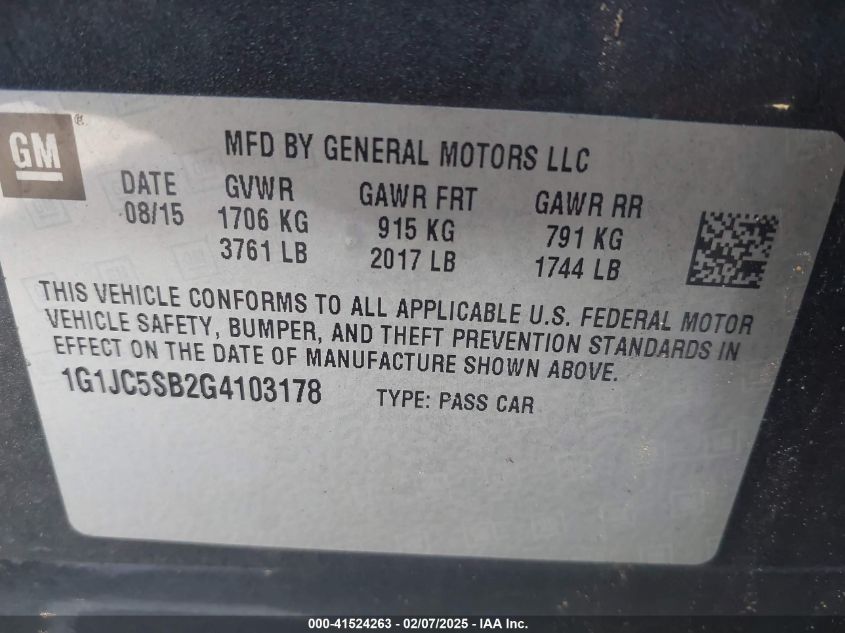 GM®
MFD BY GENERAL MOTORS LLC
DATE GVWR GAWR FRT GAWR RR
08/15 1706 KG 915 KG 791 KG
3761 LB 2017 LB 1744 LB
THIS VEHICLE CONFORMS TO ALL APPLICABLE U.S. FEDERAL MOTOR
VEHICLE SAFETY, BUMPER, AND THEFT PREVENTION STANDARDS IN
EFFECT ON THE DATE OF MANUFACTURE SHOWN ABOVE.
1G1JC5SB2G4103178 TYPE: PASS CAR
000-41524263 - 02/07/2025 - IAA Inc.